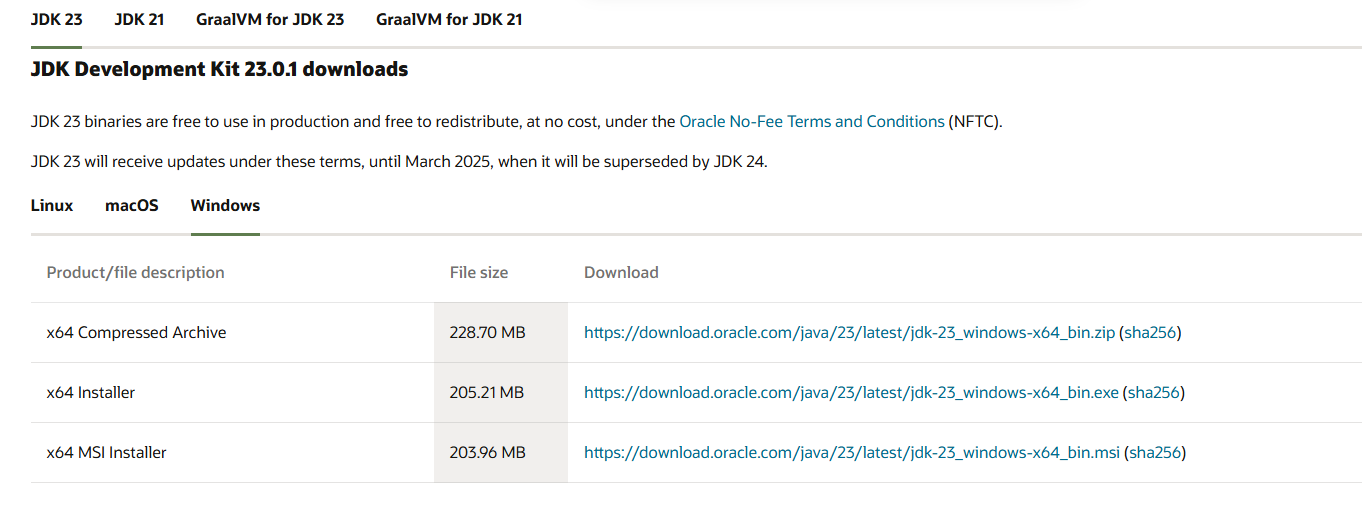 JDK 23 JDK 21 GraalVM for JDK 23 GraalVM for JDK 21
JDK Development Kit 23.0.1 downloads
JDK 23 binaries are free to use in production and free to redistribute, at no cost, under the Oracle No-Fee Terms and Conditions (NFTC).
JDK 23 will receive updates under these terms, until March 2025, when it will be superseded by JDK 24.
Linux macOS Windows
Product/file description File size Download
x64 Compressed Archive 228.70 MB https://download.oracle.com/java/23/latest/jdk-23_windows-x64_bin.zip (sha256)
x64 Installer 205.21 MB https://download.oracle.com/java/23/latest/jdk-23_windows-x64_bin.exe (sha256)
x64 MSI Installer 203.96 MB https://download.oracle.com/java/23/latest/jdk-23_windows-x64_bin.msi (sha256)